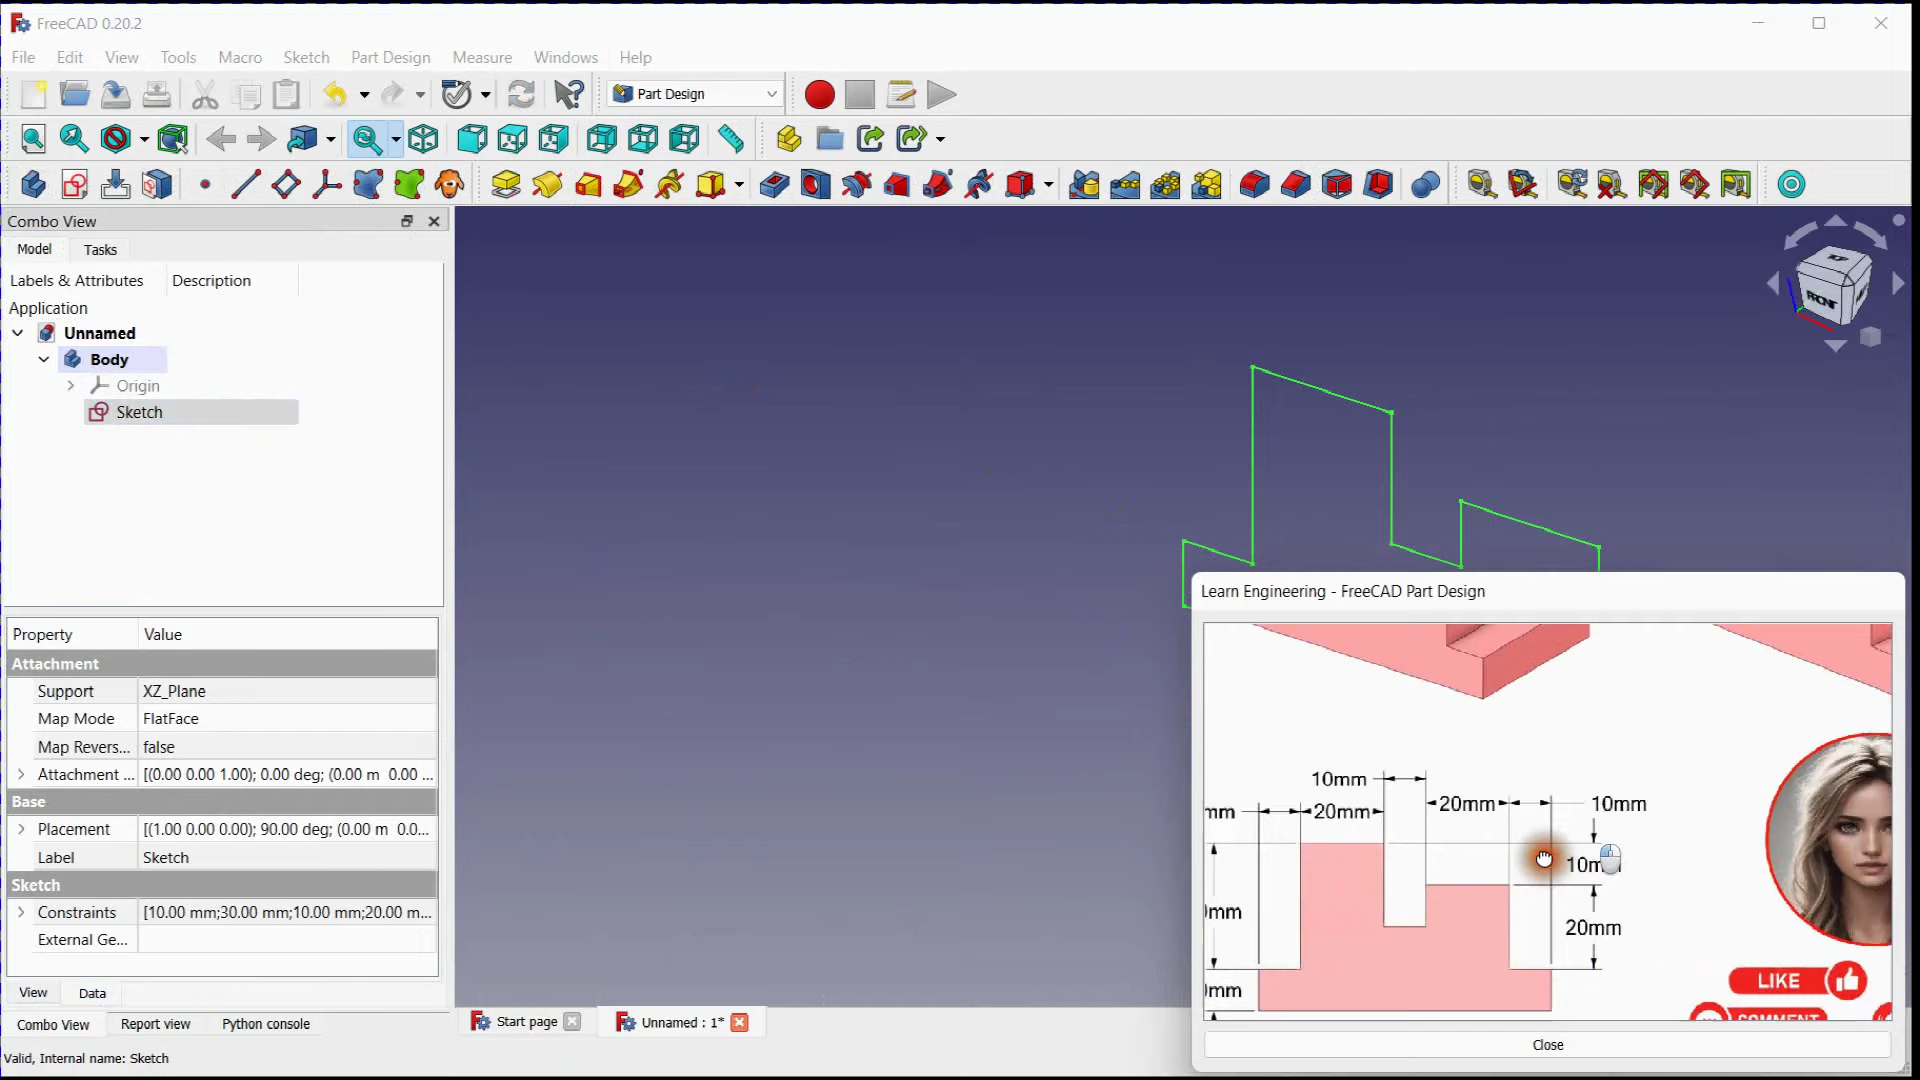 FreeCAD 0.20.2
File Edit View Tools Macro Sketch Part Design Measure Windows Help
Part Design
Combo View
Model Tasks
Labels & Attributes Description
Application
Unnamed
Body
Origin
Sketch
FRONT
Property Value
Attachment
Support XZ_Plane
Map Mode FlatFace
Map Revers... false
Attachment ... [(0.00 0.00 1.00); 0.00 deg; (0.00 m 0.00 ...
Base
Placement [(1.00 0.00 0.00); 90.00 deg; (0.00 m 0.0...
Label Sketch
Sketch
Constraints [10.00 mm;30.00 mm;10.00 mm;20.00 m...
External Ge...
View Data
Combo View Report view Python console
Start page Unnamed : 1*
Valid, Internal name: Sketch
Learn Engineering - FreeCAD Part Design
10mm
mm 20mm 20mm 10mm
0mm 20mm
0mm
LIKE
COMMENT
Close